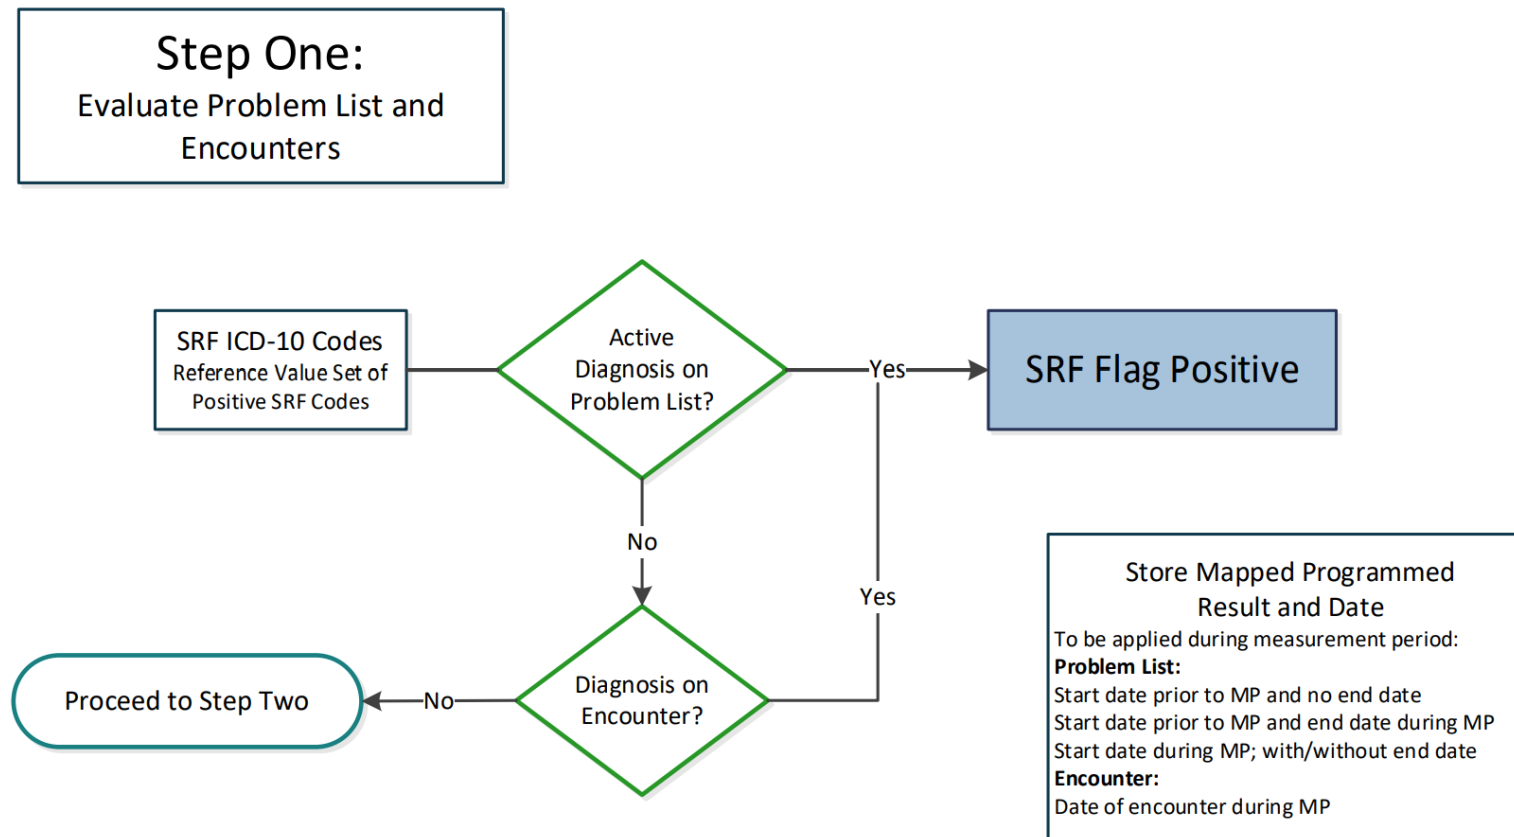 Step One:
Evaluate Problem List and
Encounters
SRF ICD-10 Codes
Reference Value Set of
Positive SRF Codes
Active
Diagnosis on
Problem List?
Yes
SRF Flag Positive
No
Yes
Diagnosis on
Encounter?
No
Proceed to Step Two
Store Mapped Programmed
Result and Date
To be applied during measurement period:
Problem List:
Start date prior to MP and no end date
Start date prior to MP and end date during MP
Start date during MP; with/without end date
Encounter:
Date of encounter during MP